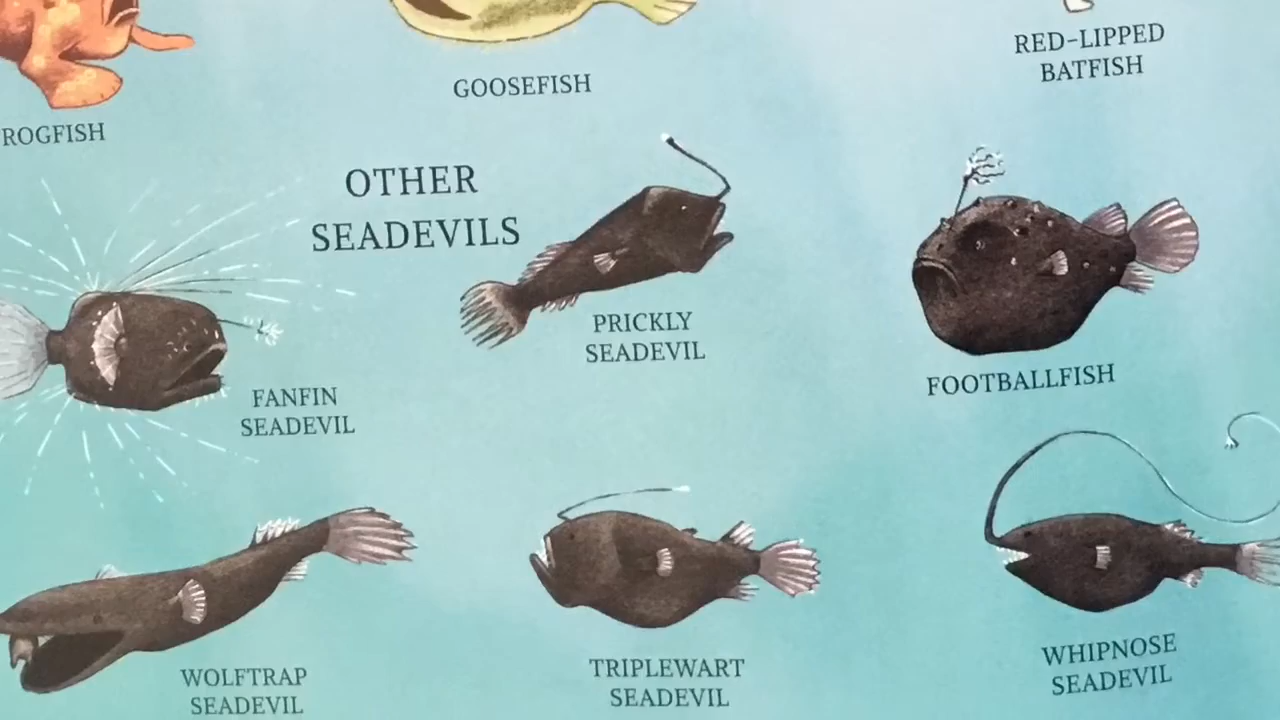 GOOSEFISH
RED-LIPPED
BATFISH
ROGFISH
OTHER
SEADEVILS
PRICKLY
SEADEVIL
FOOTBALLFISH
FANFIN
SEADEVIL
WOLFTRAP
SEADEVIL
TRIPLEWART
SEADEVIL
WHIPNOSE
SEADEVIL